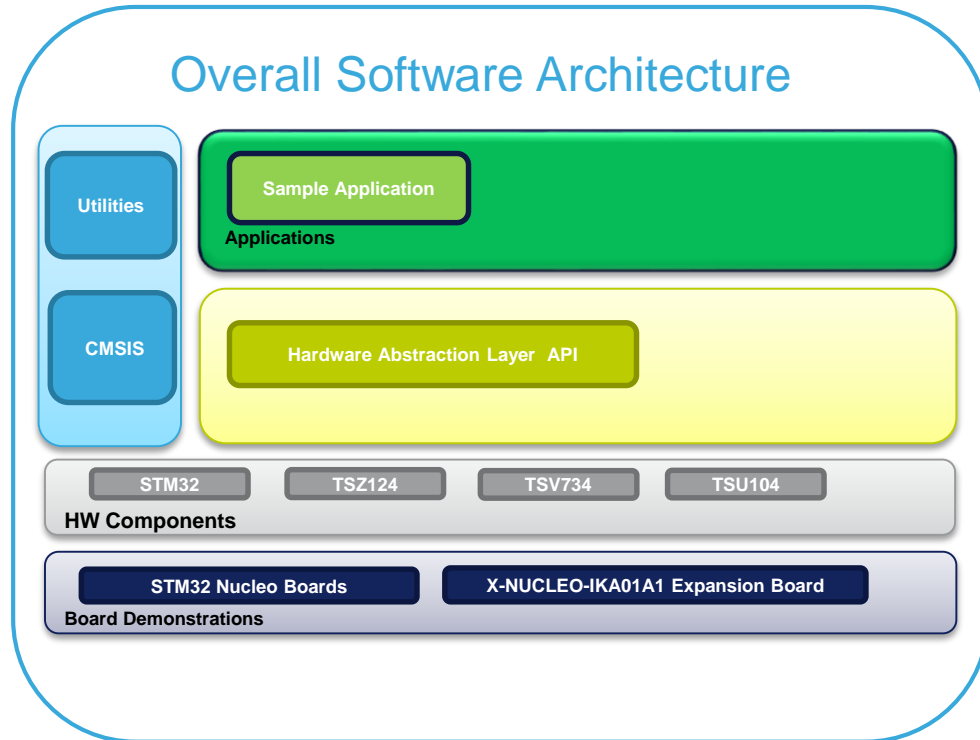 Overall Software Architecture
Utilities
Sample Application
Applications
CMSIS
Hardware Abstraction Layer API
STM32
TSZ124
TSV734
TSU104
HW Components
STM32 Nucleo Boards
X-NUCLEO-IKA01A1 Expansion Board
Board Demonstrations